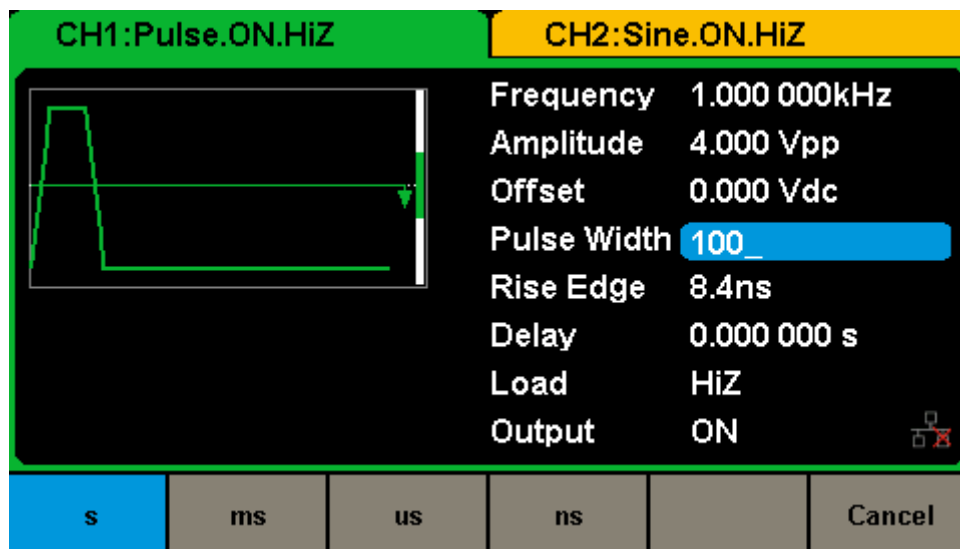 CH1:Pulse.ON.HiZ
CH2:Sine.ON.HiZ
Frequency 1.000 000kHz
Amplitude 4.000 Vpp
Offset 0.000 Vdc
Pulse Width 100_
Rise Edge 8.4ns
Delay 0.000 000 s
Load HiZ
Output ON
s ms us ns Cancel